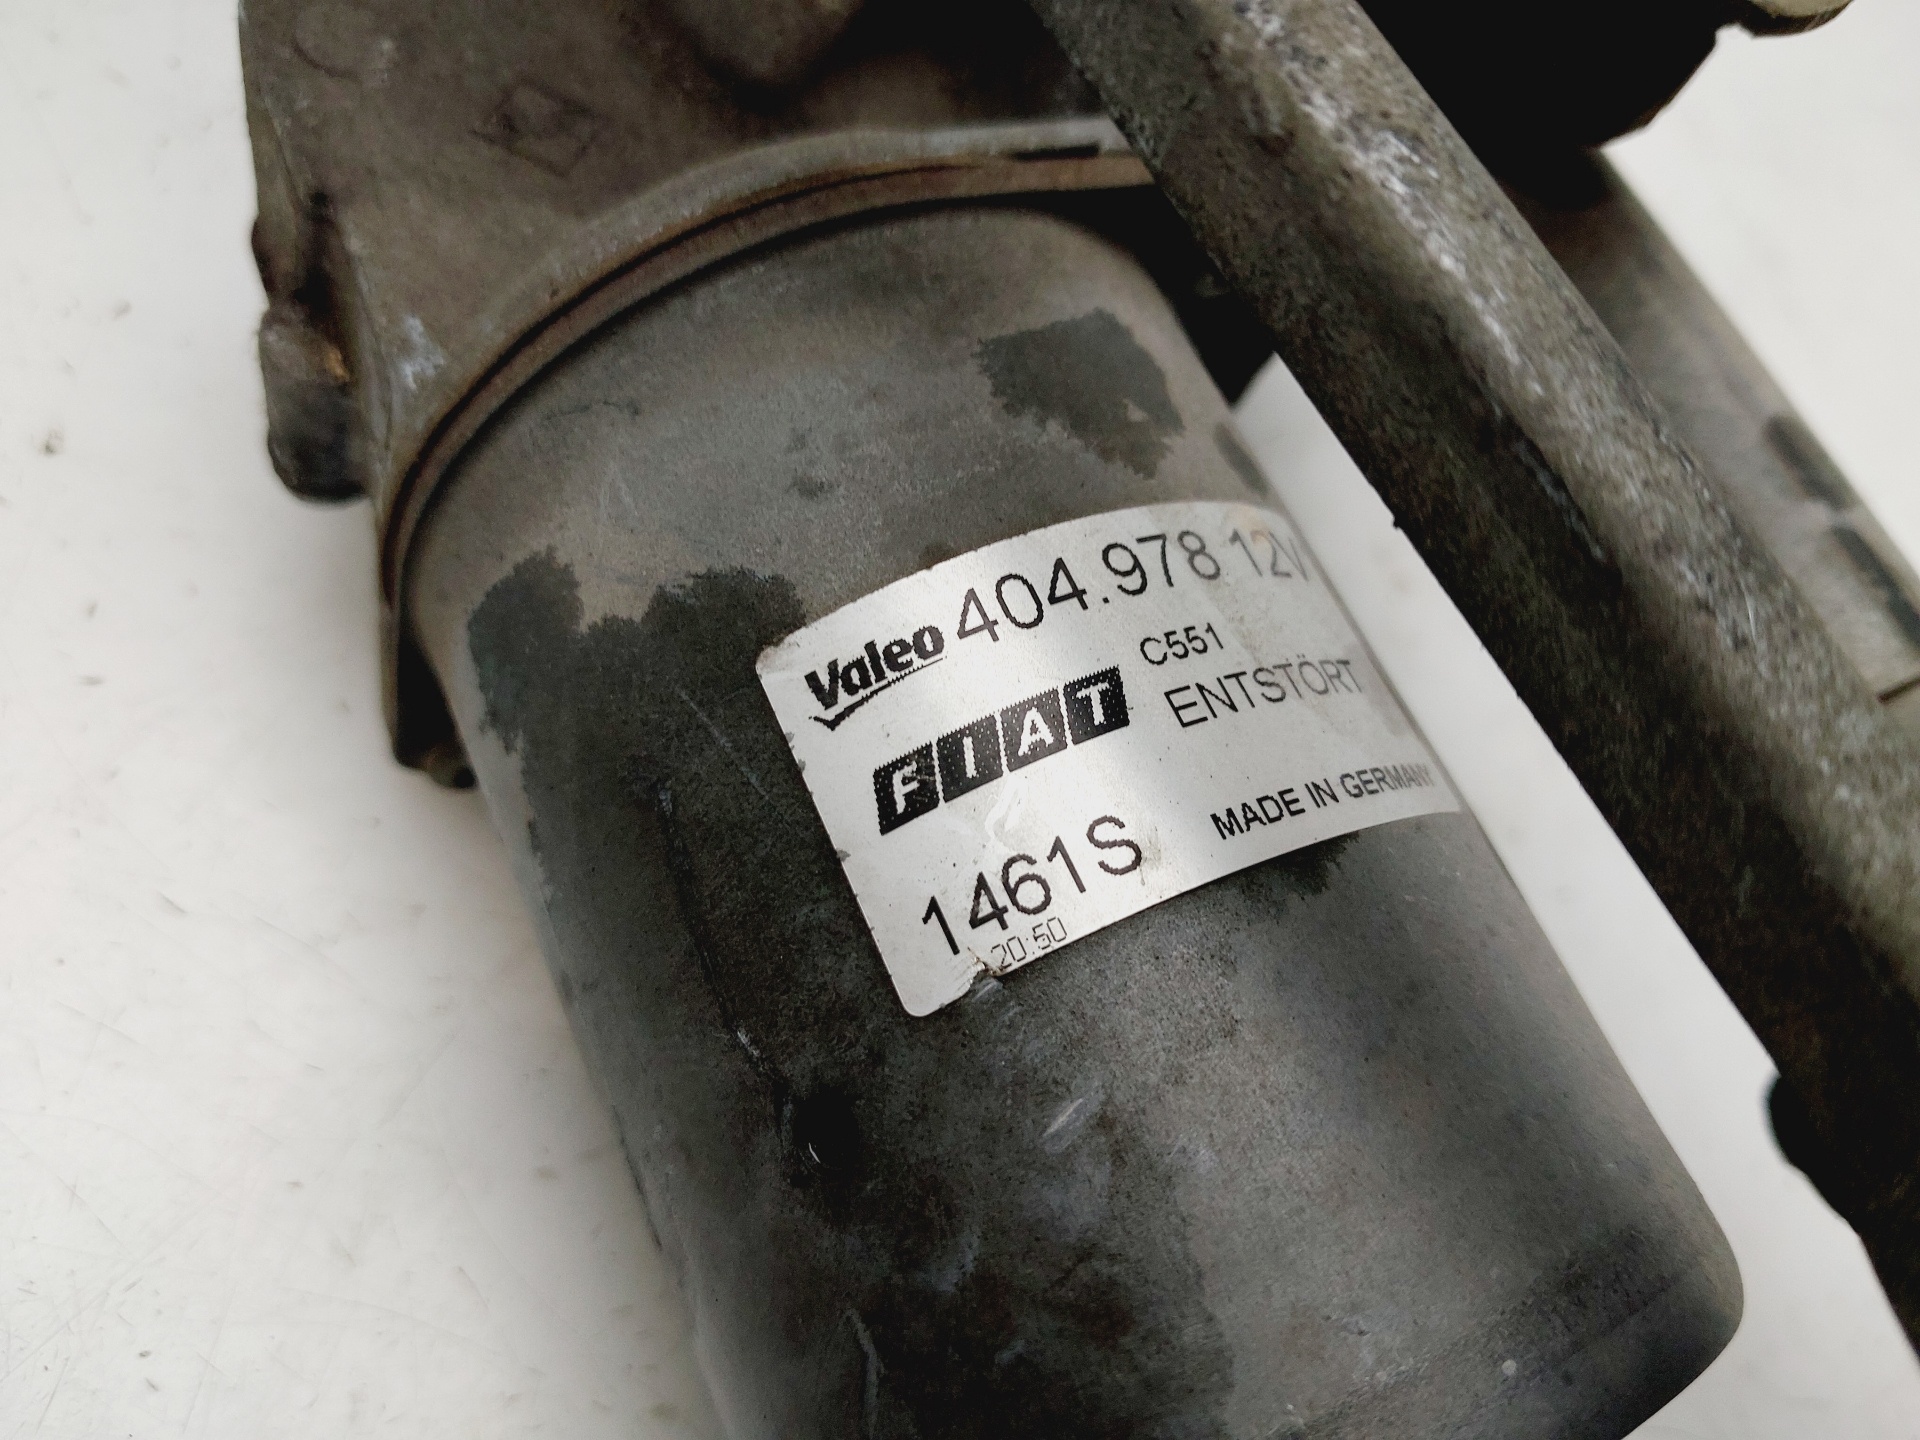 Valeo 404.978 12V
C551
FIAT ENTSTÖRT
1461S MADE IN GERMANY
20:50